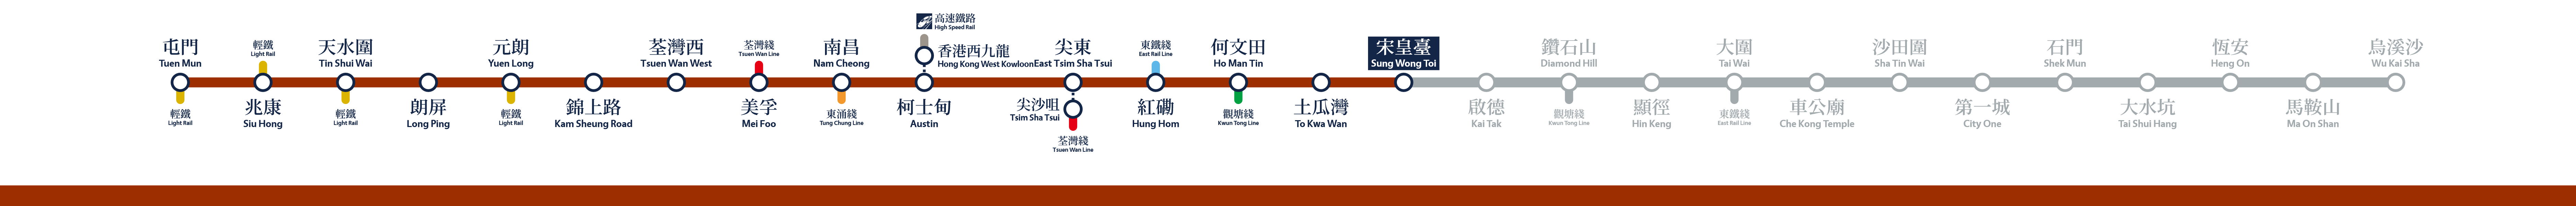 高速鐵路
High Speed Rail
屯門
Tuen Mun
輕鐵
Light Rail
天水圍
Tin Shui Wai
元朗
Yuen Long
荃灣西
Tsuen Wan West
荃灣綫
Tsuen Wan Line
南昌
Nam Cheong
香港西九龍
Hong Kong West Kowloon
尖東
East Tsim Sha Tsui
東鐵綫
East Rail Line
何文田
Ho Man Tin
宋皇臺
Sung Wong Toi
鑽石山
Diamond Hill
大圍
Tai Wai
沙田圍
Sha Tin Wai
石門
Shek Mun
恆安
Heng On
烏溪沙
Wu Kai Sha
輕鐵
Light Rail
兆康
Siu Hong
輕鐵
Light Rail
朗屏
Long Ping
輕鐵
Light Rail
錦上路
Kam Sheung Road
美孚
Mei Foo
東涌綫
Tung Chung Line
柯士甸
Austin
尖沙咀
Tsim Sha Tsui
荃灣綫
Tsuen Wan Line
紅磡
Hung Hom
觀塘綫
Kwun Tong Line
土瓜灣
To Kwa Wan
啟德
Kai Tak
觀塘綫
Kwun Tong Line
顯徑
Hin Keng
東鐵綫
East Rail Line
車公廟
Che Kong Temple
第一城
City One
大水坑
Tai Shui Hang
馬鞍山
Ma On Shan